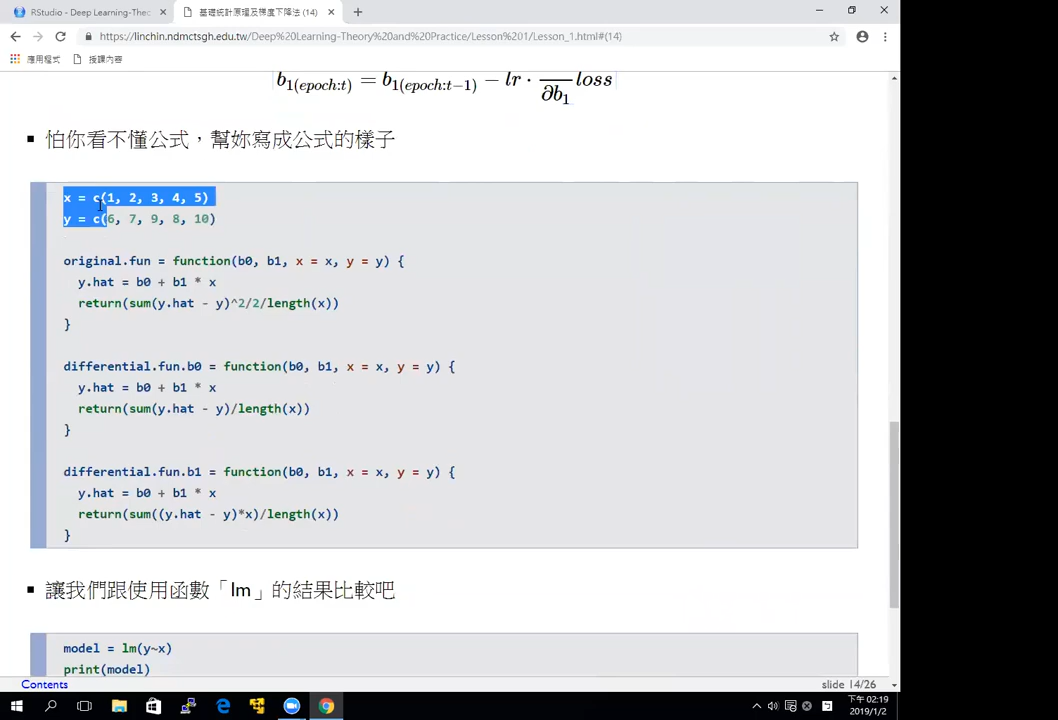 RStudio - Deep Learning-Theo
基礎統計原理及梯度下降法 (14)
https://linchin.ndmctsgh.edu.tw/Deep%20Learning-Theory%20and%20Practice/Lesson%201/Lesson_1.html#(14)
應用程式
授課內容
b1(epoch:t) = b1(epoch:t−1) − lr · ∂b1 loss
怕你看不懂公式，幫妳寫成公式的樣子
x = c(1, 2, 3, 4, 5)
y = c(6, 7, 9, 8, 10)
original.fun = function(b0, b1, x = x, y = y) {
y.hat = b0 + b1 * x
return(sum(y.hat - y)^2/2/length(x))
}
differential.fun.b0 = function(b0, b1, x = x, y = y) {
y.hat = b0 + b1 * x
return(sum(y.hat - y)/length(x))
}
differential.fun.b1 = function(b0, b1, x = x, y = y) {
y.hat = b0 + b1 * x
return(sum((y.hat - y)*x)/length(x))
}
讓我們跟使用函數「lm」的結果比較吧
model = lm(y~x)
print(model)
Contents
slide 14/26
下午 02:19
2019/1/2